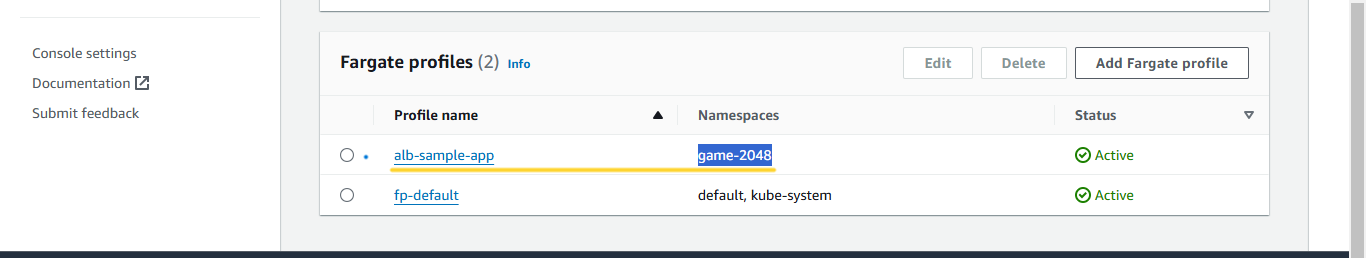 Console settings
Documentation
Submit feedback
Fargate profiles (2) Info
Edit
Delete
Add Fargate profile
Profile name
Namespaces
Status
alb-sample-app
game-2048
Active
fp-default
default, kube-system
Active